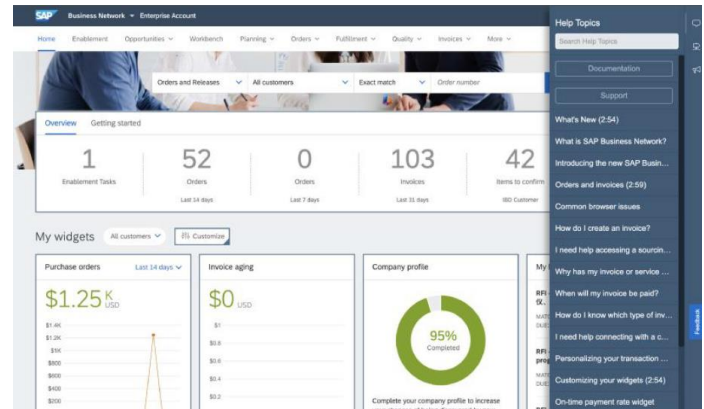 SAP Business Network Enterprise Account
Home Enablement Opportunities Workbench Planning Orders Fulfillment Quality Invoices More
Orders and Releases All customers Exact match Order number
Overview Getting started
1 52 0 103 42
Enablement Tasks Orders Orders Invoices Items to confirm
Last 14 days Last 7 days Last 31 days IBD Customer
My widgets All customers Customize
Purchase orders Last 14 days
$1.25 K USD
$1.4K
$1.2K
$1K
$800
$600
$400
$200
Invoice aging
$0 USD
$1
$0.8
$0.6
$0.4
$0.2
Company profile
95%
Completed
Complete your company profile to increase
My
RFI
RFI
Help Topics
Search Help Topics
Documentation
Support
What's New (2:54)
What is SAP Business Network?
Introducing the new SAP Busin...
Orders and invoices (2:59)
Common browser issues
How do I create an invoice?
I need help accessing a sourcin...
Why has my invoice or service ...
When will my invoice be paid?
How do I know which type of inv...
I need help connecting with a c...
Personalizing your transaction ...
Customizing your widgets (2:54)
On-time payment rate widget
Feedback